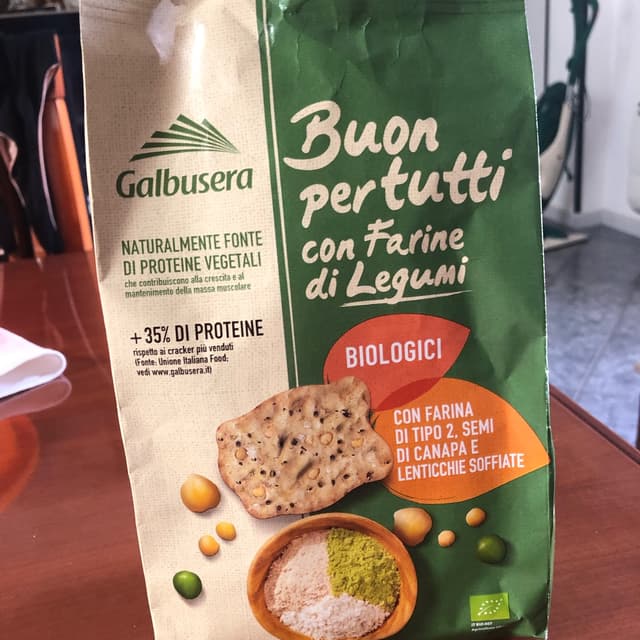 Galbusera
NATURALMENTE FONTE
DI PROTEINE VEGETALI
che contribuiscono alla crescita e al
mantenimento della massa muscolare
+35% DI PROTEINE
rispetto ai cracker più venduti
(Fonte: Unione Italiana Food;
vedi www.galbusera.it)
Buon
per tutti
con Farine
di Legumi
BIOLOGICI
CON FARINA
DI TIPO 2, SEMI
DI CANAPA E
LENTICCHIE SOFFIATE